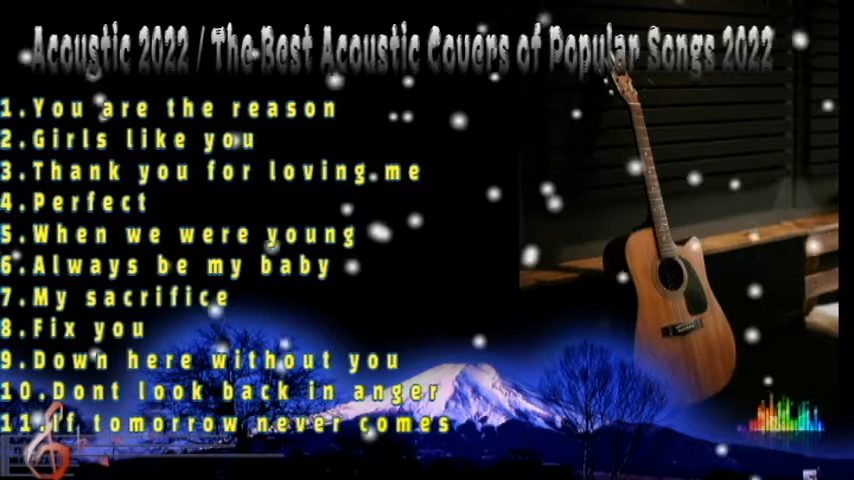 Acoustic 2022 / The Best Acoustic Covers of Popular Songs 2022
1.You are the reason
2.Girls like you
3.Thank you for loving me
4.Perfect
5.When we were young
6.Always be my baby
7.My sacrifice
8.Fix you
9.Down here without you
10.Dont look back in anger
11.If tomorrow never comes